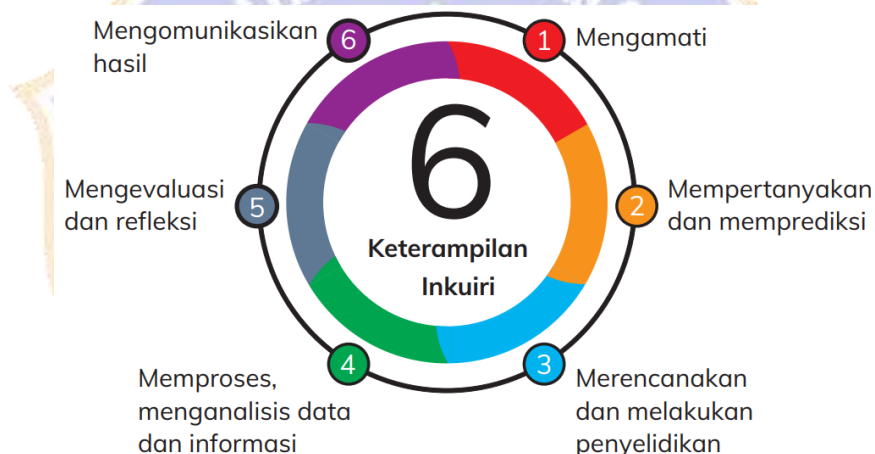 6
Keterampilan
Inkuiri
1
Mengamati
2
Mempertanyakan
dan memprediksi
3
Merencanakan
dan melakukan
penyelidikan
4
Memproses,
menganalisis data
dan informasi
5
Mengevaluasi
dan refleksi
6
Mengomunikasikan
hasil